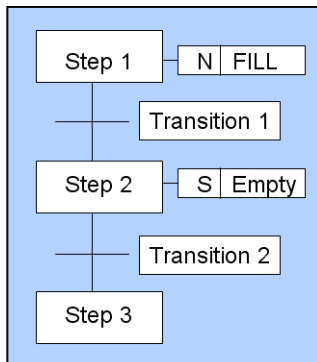 Step 1 N FILL
Transition 1
Step 2 S Empty
Transition 2
Step 3